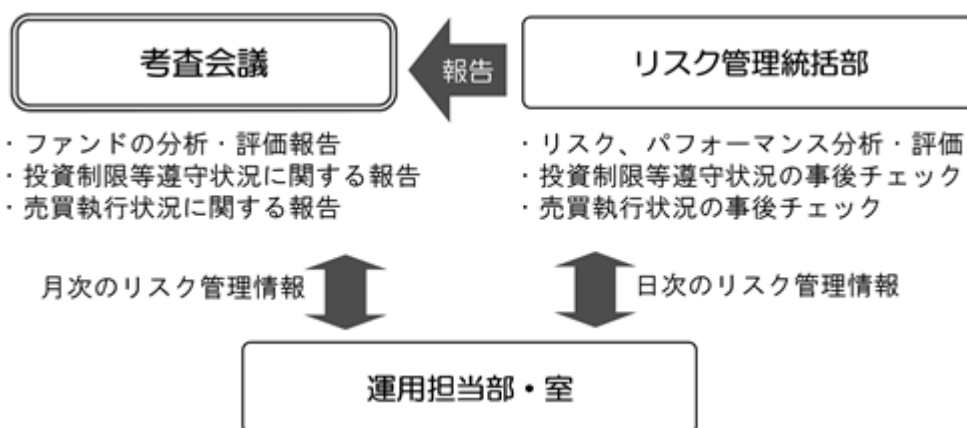 考査会議
報告
リスク管理統括部
・ファンドの分析・評価報告
・投資制限等遵守状況に関する報告
・売買執行状況に関する報告
・リスク、パフォーマンス分析・評価
・投資制限等遵守状況の事後チェック
・売買執行状況の事後チェック
月次のリスク管理情報
日次のリスク管理情報
運用担当部・室